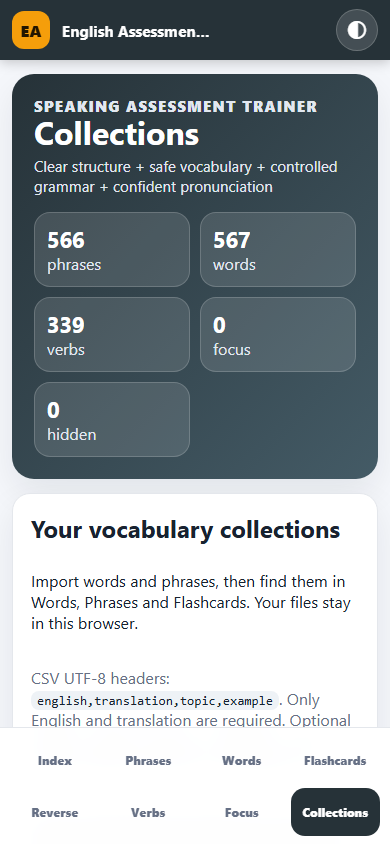 EA English Assessmen...
SPEAKING ASSESSMENT TRAINER
Collections
Clear structure + safe vocabulary + controlled
grammar + confident pronunciation
566
phrases
567
words
339
verbs
0
focus
0
hidden
Your vocabulary collections
Import words and phrases, then find them in
Words, Phrases and Flashcards. Your files stay
in this browser.
CSV UTF-8 headers:
english,translation,topic,example. Only
English and translation are required. Optional
Index Phrases Words Flashcards
Reverse Verbs Focus Collections